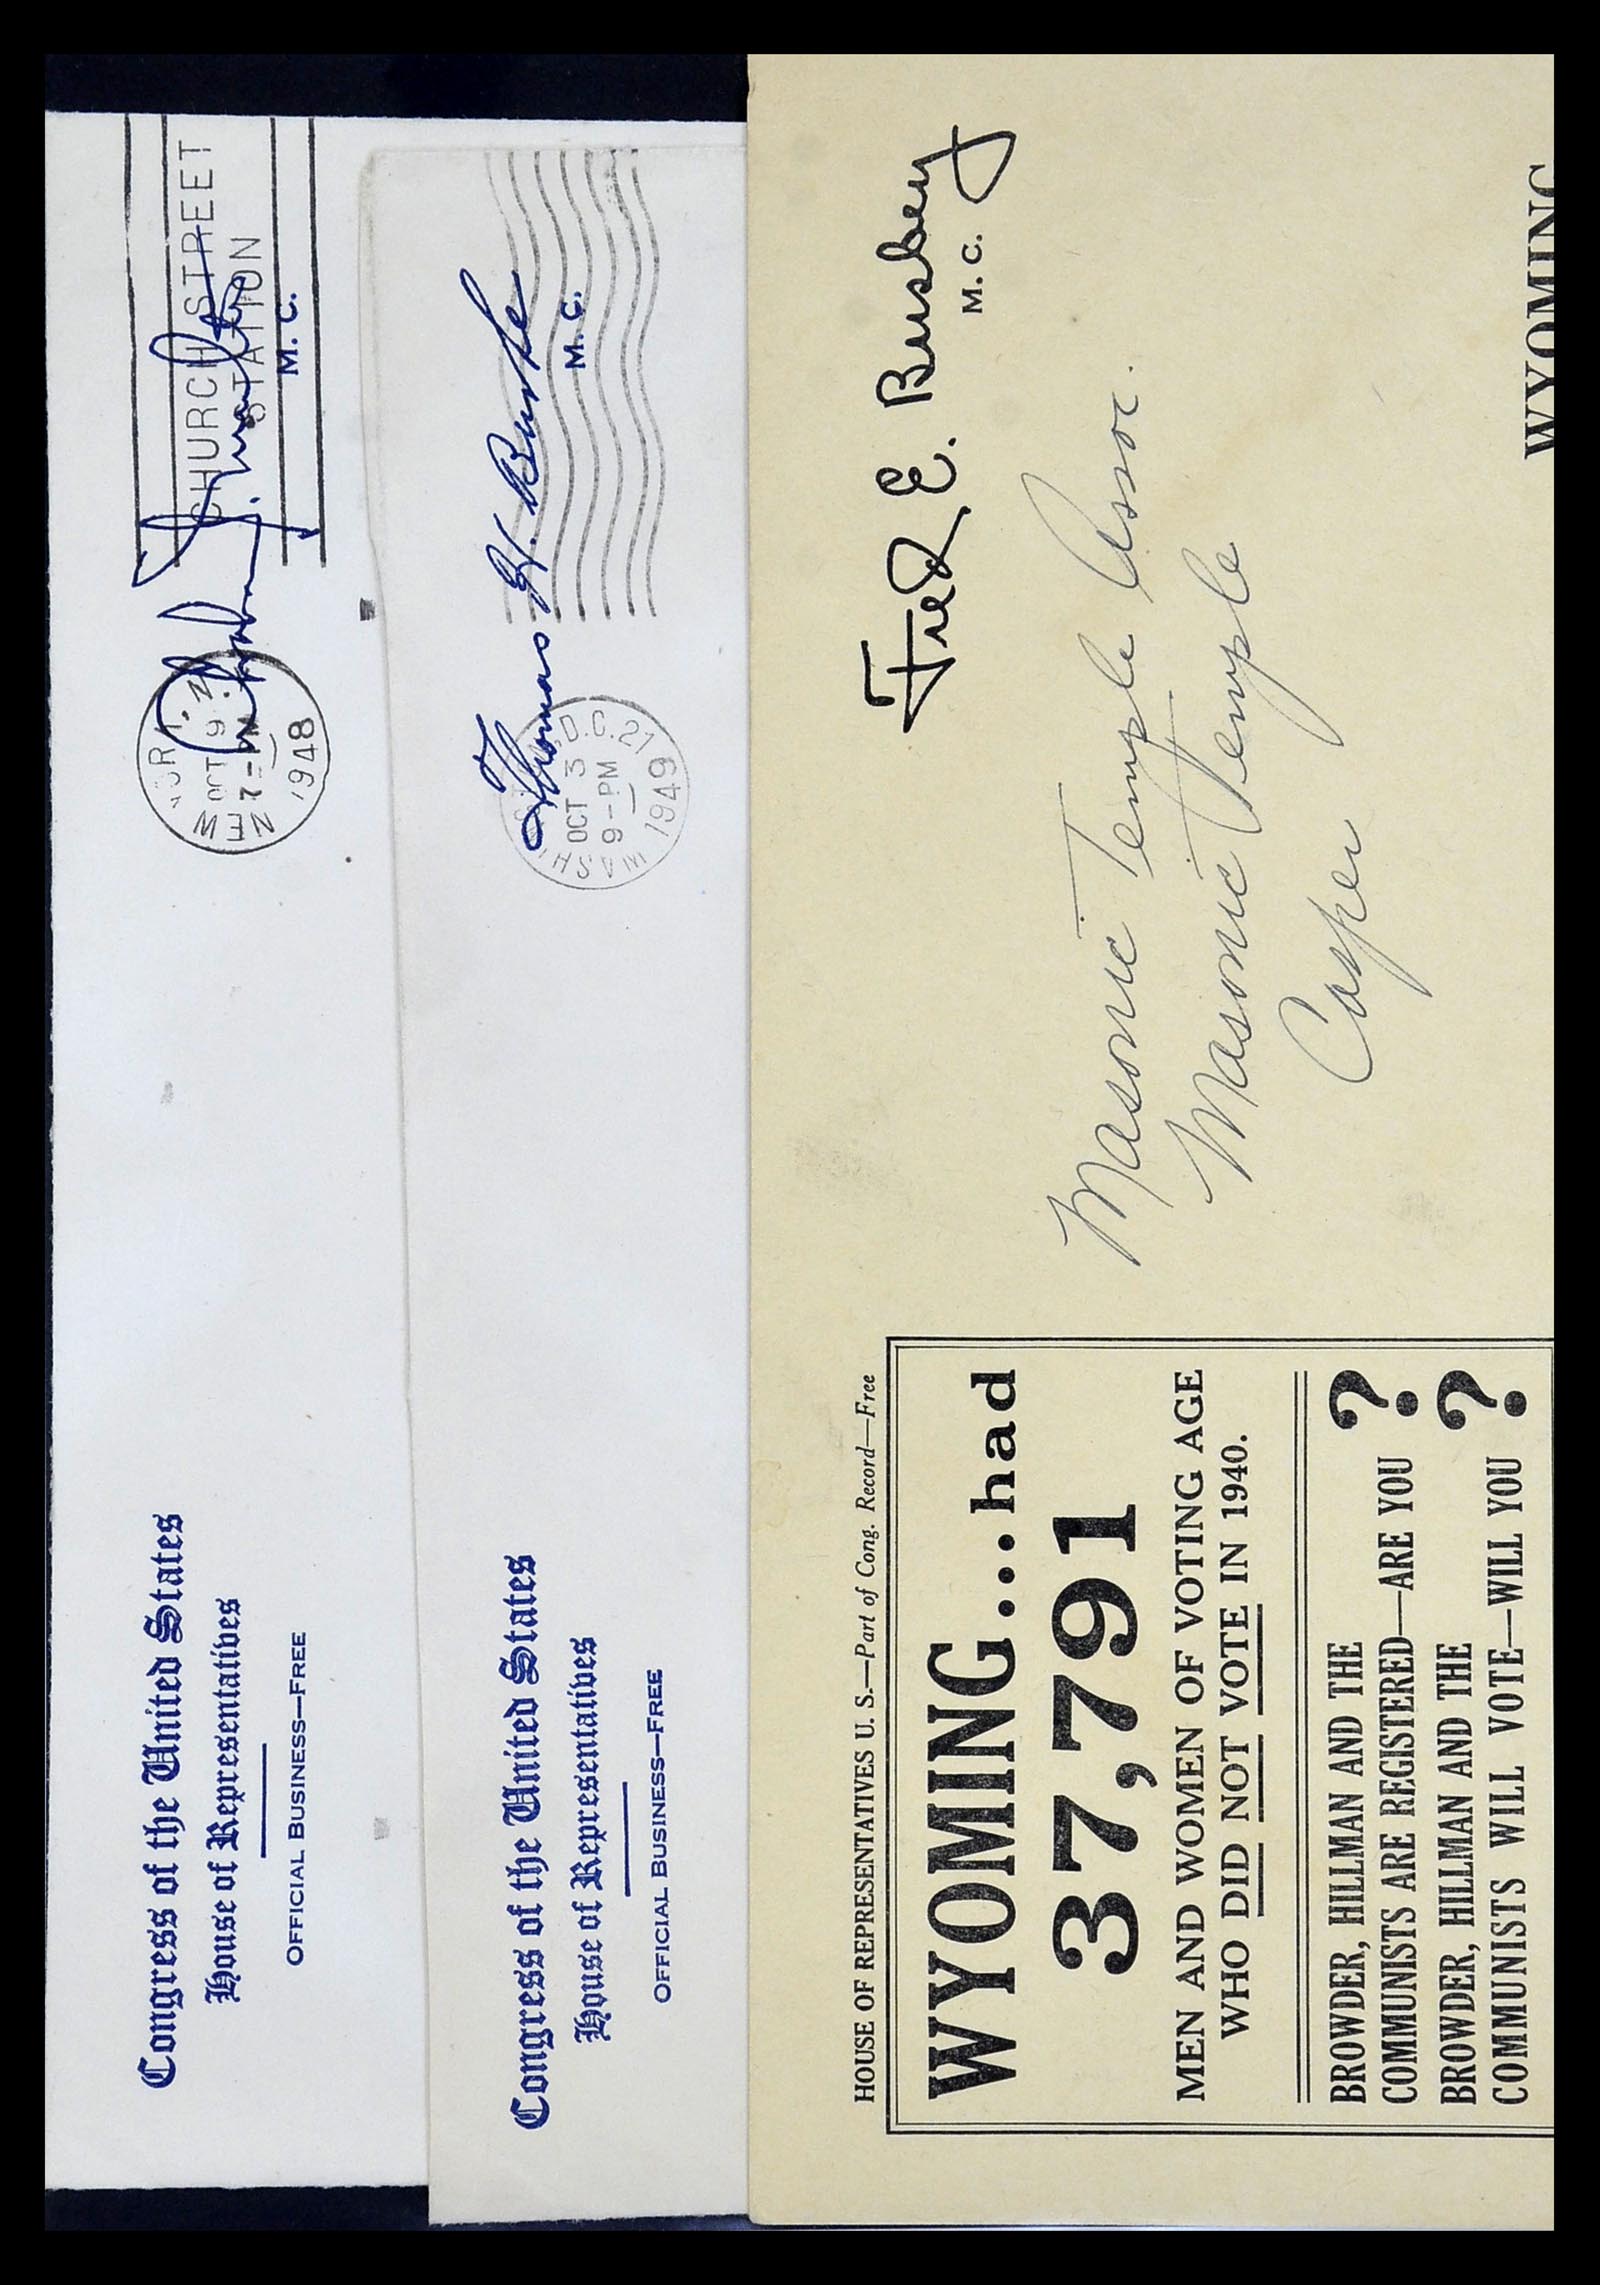 Congress of the United States
House of Representatives
OFFICIAL BUSINESS—FREE
NEW YORK, N.
OCT 9
7-PM
1948
CHURCH STREET
STATION
M. C.
Congress of the United States
House of Representatives
OFFICIAL BUSINESS—FREE
WASH D.C. 21
OCT 3
9-PM
1949
Thomas H. Burke
M. C.
HOUSE OF REPRESENTATIVES U. S.—Part of Cong. Record—Free
WYOMING...had
37,791
MEN AND WOMEN OF VOTING AGE
WHO DID NOT VOTE IN 1940.
BROWDER, HILLMAN AND THE
COMMUNISTS ARE REGISTERED—ARE YOU ?
BROWDER, HILLMAN AND THE
COMMUNISTS WILL VOTE—WILL YOU ?
Fred E. Busbey
M. C.
Masonic Temple Assoc.
Masonic Temple
Casper
WYOMING